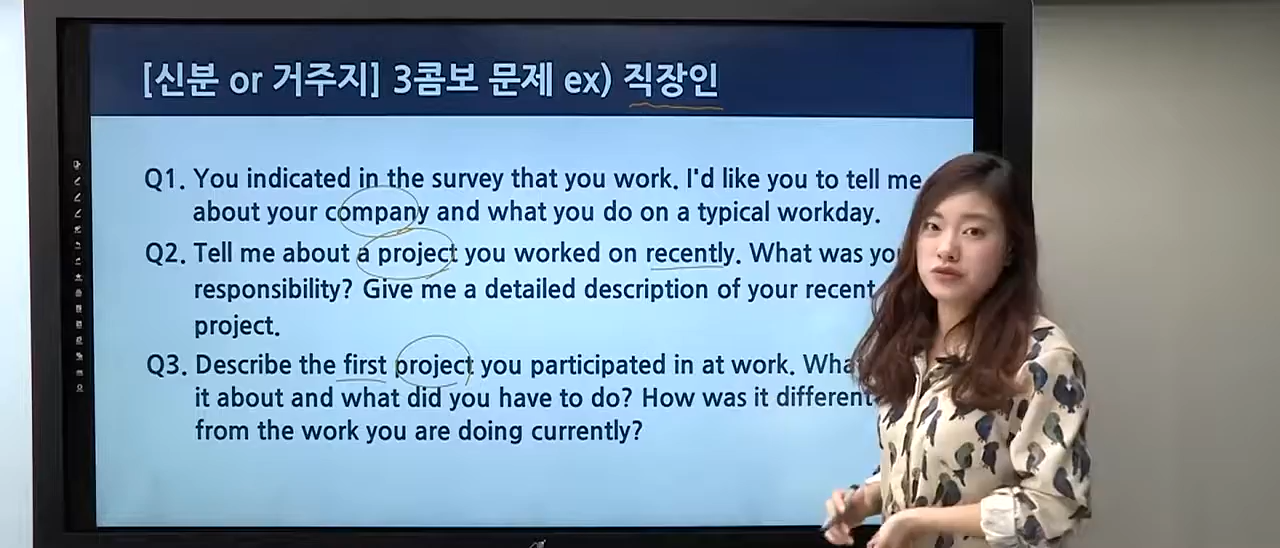 [신분 or 거주지] 3콤보 문제 ex) 직장인
Q1. You indicated in the survey that you work. I'd like you to tell me
about your company and what you do on a typical workday.
Q2. Tell me about a project you worked on recently. What was
responsibility? Give me a detailed description of your recent
project.
Q3. Describe the first project you participated in at work.
it about and what did you have to do? How was it different
from the work you are doing currently?